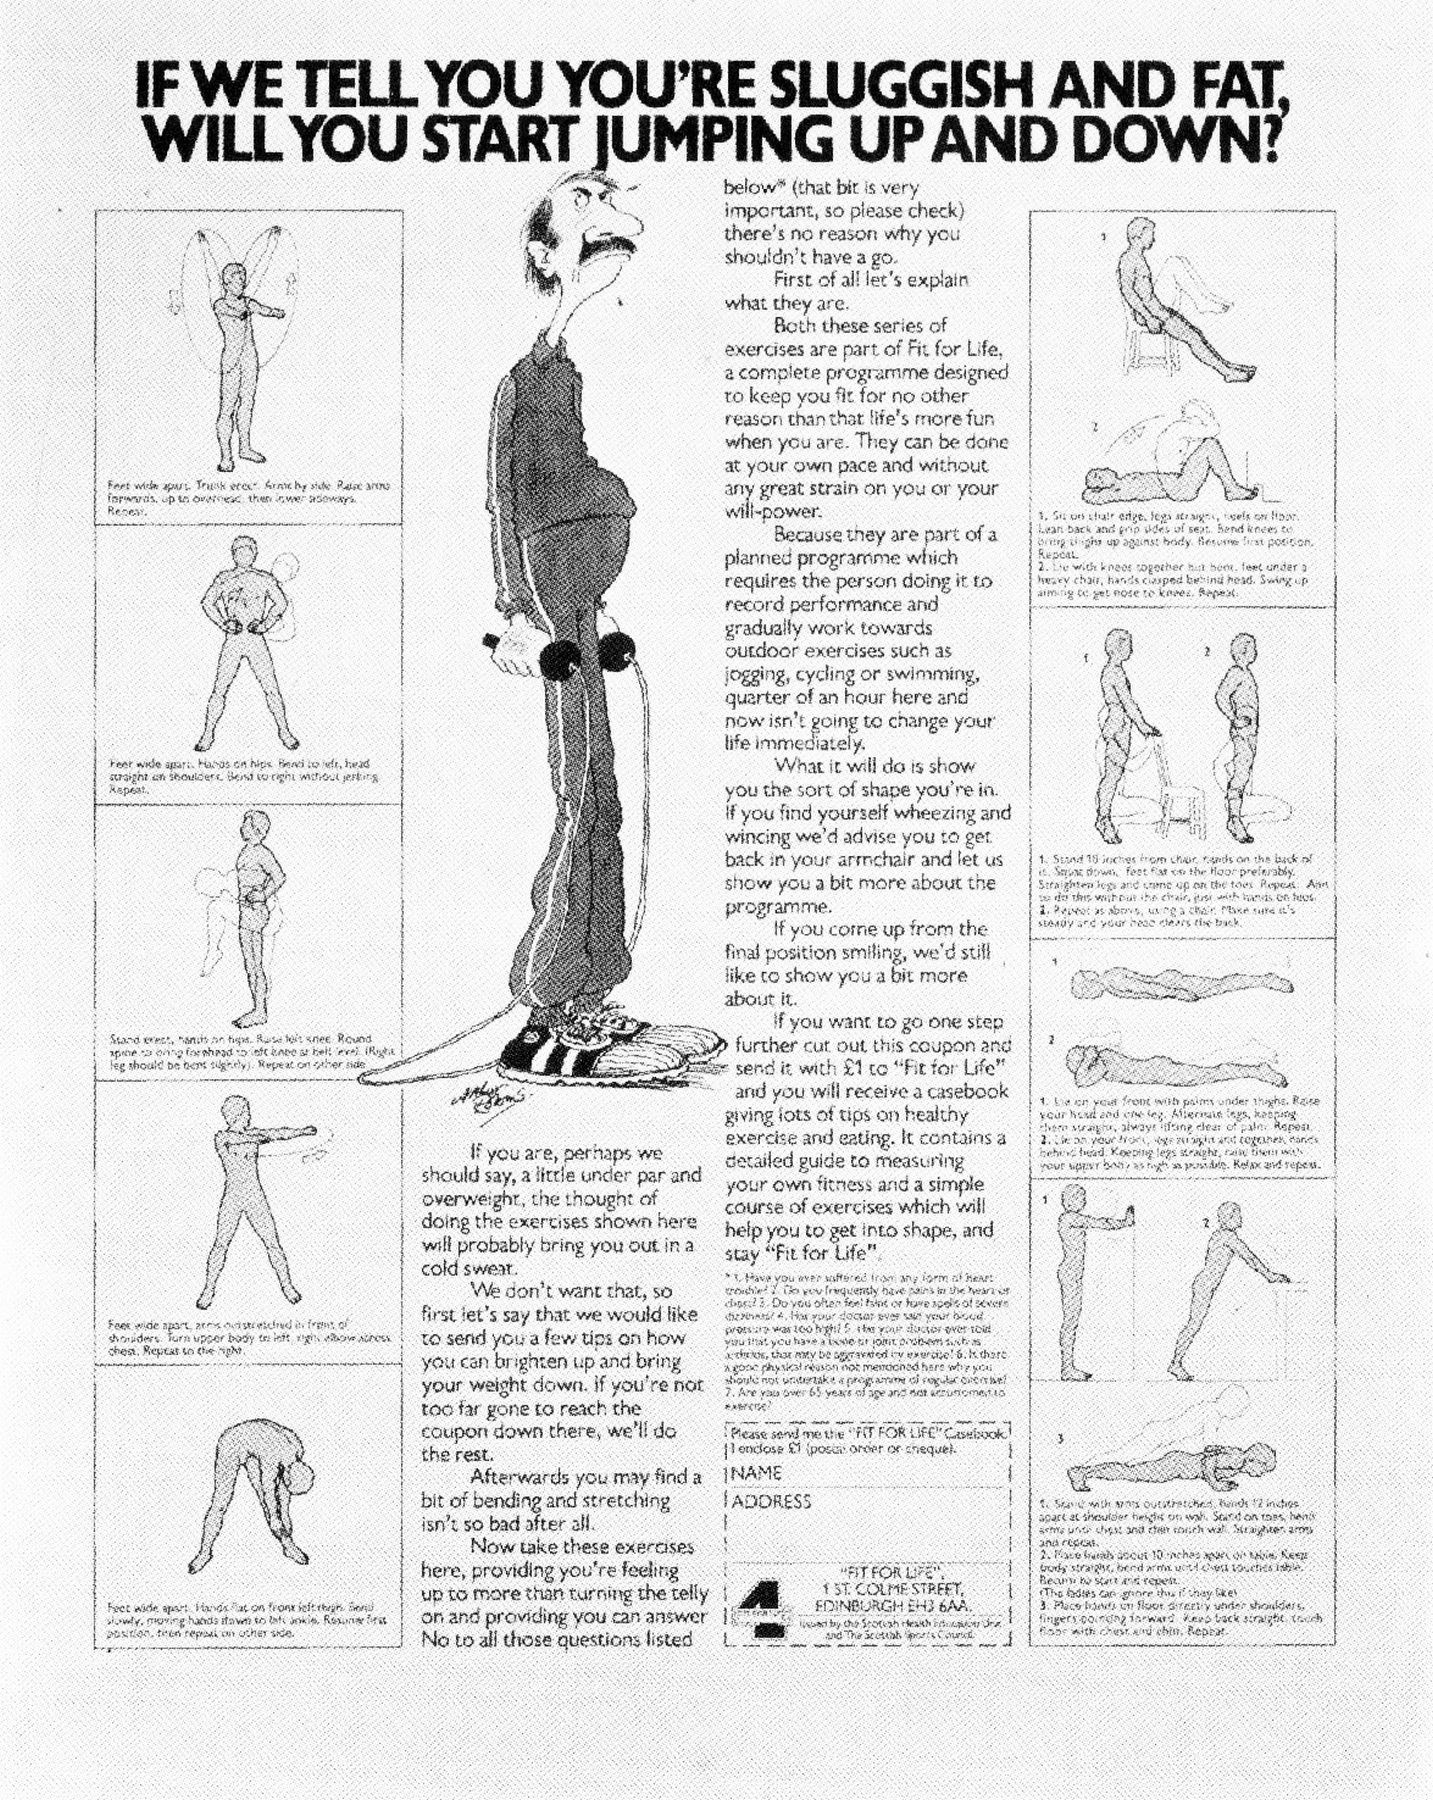 IF WE TELL YOU YOU'RE SLUGGISH AND FAT,
WILL YOU START JUMPING UP AND DOWN?
Feet wide apart. Trunk erect. Arms by side. Raise arms
forwards, up to overhead, then lower sideways.
Repeat.
Feet wide apart. Hands on hips. Bend to left, head
straight on shoulders. Bend to right without jerking.
Repeat.
Stand erect, hands on hips. Raise left knee. Round
spine to bring forehead to left knee at belt level. (Right
leg should be bent slightly). Repeat on other side.
Feet wide apart, arms outstretched in front of
shoulders. Turn upper body to left, right elbow across
chest. Repeat to the right.
Feet wide apart. Hands flat on front left thigh. Bend
slowly, moving hands down to left ankle. Resume first
position, then repeat on other side.
If you are, perhaps we
should say, a little under par and
overweight, the thought of
doing the exercises shown here
will probably bring you out in a
cold sweat.
We don't want that, so
first let's say that we would like
to send you a few tips on how
you can brighten up and bring
your weight down. If you're not
too far gone to reach the
coupon down there, we'll do
the rest.
Afterwards you may find a
bit of bending and stretching
isn't so bad after all.
Now take these exercises
here, providing you're feeling
up to more than turning the telly
on and providing you can answer
No to all those questions listed
below* (that bit is very
important, so please check)
there's no reason why you
shouldn't have a go.
First of all let's explain
what they are.
Both these series of
exercises are part of Fit for Life,
a complete programme designed
to keep you fit for no other
reason than that life's more fun
when you are. They can be done
at your own pace and without
any great strain on you or your
will-power.
Because they are part of a
planned programme which
requires the person doing it to
record performance and
gradually work towards
outdoor exercises such as
jogging, cycling or swimming,
quarter of an hour here and
now isn't going to change your
life immediately.
What it will do is show
you the sort of shape you're in.
If you find yourself wheezing and
wincing we'd advise you to get
back in your armchair and let us
show you a bit more about the
programme.
If you come up from the
final position smiling, we'd still
like to show you a bit more
about it.
If you want to go one step
further cut out this coupon and
send it with £1 to "Fit for Life"
and you will receive a casebook
giving lots of tips on healthy
exercise and eating. It contains a
detailed guide to measuring
your own fitness and a simple
course of exercises which will
help you to get into shape, and
stay "Fit for Life".
* 1. Have you ever suffered from any form of heart
trouble? 2. Do you frequently have pains in the heart or
chest? 3. Do you often feel faint or have spells of severe
dizziness? 4. Has your doctor ever said your blood
pressure was too high? 5. Has your doctor ever told
you that you have a bone or joint problem such as
arthritis, that may be aggravated by exercise? 6. Is there
a good physical reason not mentioned here why you
should not undertake a programme of regular exercise?
7. Are you over 65 years of age and not accustomed to
exercise?
Please send me the "FIT FOR LIFE" Casebook.
I enclose £1 (postal order or cheque).
NAME
ADDRESS
"FIT FOR LIFE",
1 ST. COLME STREET,
EDINBURGH EH3 6AA.
Issued by the Scottish Health Education Unit
and The Scottish Sports Council.
1
2
1. Sit on chair edge, legs straight, heels on floor.
Lean back and grip sides of seat. Bend knees to
bring thighs up against body. Resume first position.
Repeat.
2. Lie with knees together but bent, feet under a
heavy chair, hands clasped behind head. Swing up
aiming to get nose to knees. Repeat.
1
2
1. Stand 18 inches from chair, hands on the back of
it. Squat down, feet flat on the floor preferably.
Straighten legs and come up on the toes. Repeat. Aim
to do this without the chair, just with hands on hips.
2. Repeat as above, using a chair. Make sure it's
steady and your head clears the back.
1
2
1. Lie on your front with palms under thighs. Raise
your head and one leg. Alternate legs, keeping
them straight, always lifting clear of palm. Repeat.
2. Lie on your front, legs straight and together, hands
behind head. Keeping legs straight, raise them with
your upper body as high as possible. Relax and repeat.
1
2
3
1. Stand with arms outstretched, hands 12 inches
apart at shoulder height on wall. Stand on toes, bend
arms until chest and chin touch wall. Straighten arms
and repeat.
2. Place hands about 10 inches apart on table. Keep
body straight, bend arms until chest touches table.
Return to start and repeat.
(The ladies can ignore this if they like)
3. Place hands on floor directly under shoulders,
fingers pointing forward. Keep back straight, touch
floor with chest and chin. Repeat.